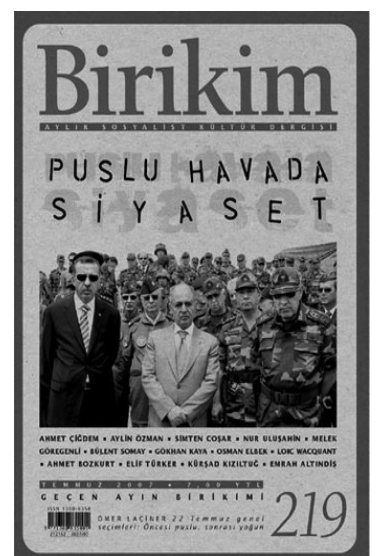 Birikim
AYLIK SOSYALİST KÜLTÜR DERGİSİ
PUSLU HAVADA
SİYASET
AHMET ÇİĞDEM • AYLİN ÖZMAN • SİMTEN COŞAR • NUR ULUŞAHİN • MELEK
GÖREGENLİ • BÜLENT SOMAY • GÖKHAN KAYA • OSMAN ELBEK • LOIC WACQUANT
• AHMET BOZKURT • ELİF TÜRKER • KÜRŞAD KIZILTUĞ • EMRAH ALTINDİŞ
TEMMUZ 2007 • 7,00 YTL
GEÇEN AYIN BİRİKİMİ
219
ÖMER LAÇİNER 22 Temmuz genel
seçimleri: Öncesi puslu, sonrası yoğun